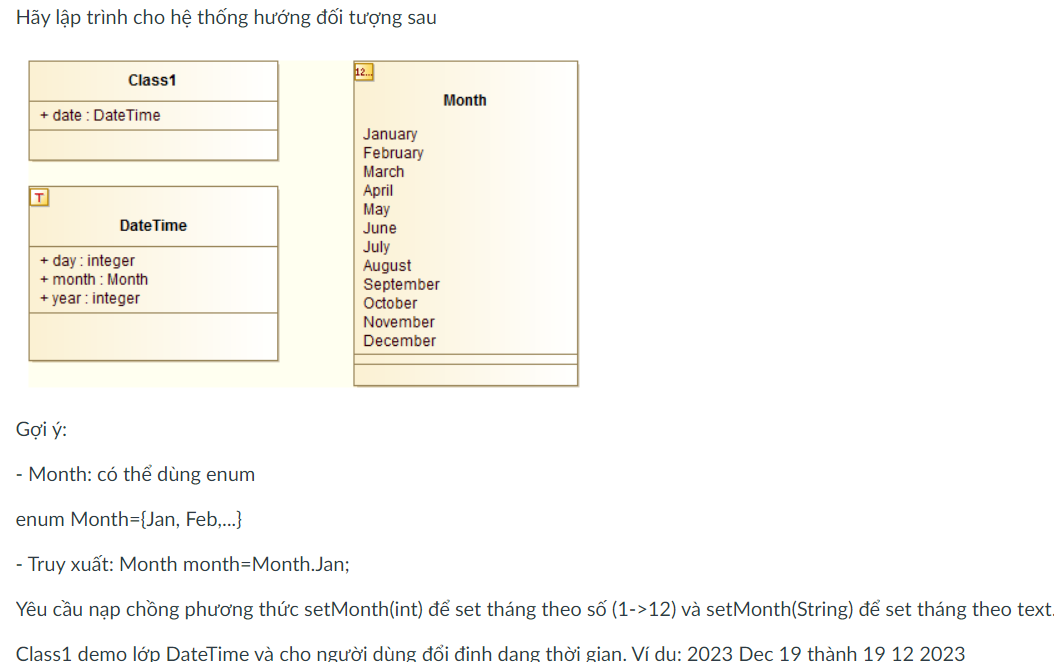 Hãy lập trình cho hệ thống hướng đối tượng sau
Class1
+ date : DateTime
T
DateTime
+ day : integer
+ month : Month
+ year : integer
12...
Month
January
February
March
April
May
June
July
August
September
October
November
December
Gợi ý:
- Month: có thể dùng enum
enum Month={Jan, Feb,...}
- Truy xuất: Month month=Month.Jan;
Yêu cầu nạp chồng phương thức setMonth(int) để set tháng theo số (1->12) và setMonth(String) để set tháng theo text.
Class1 demo lớp DateTime và cho người dùng đổi định dạng thời gian. Ví dụ: 2023 Dec 19 thành 19 12 2023